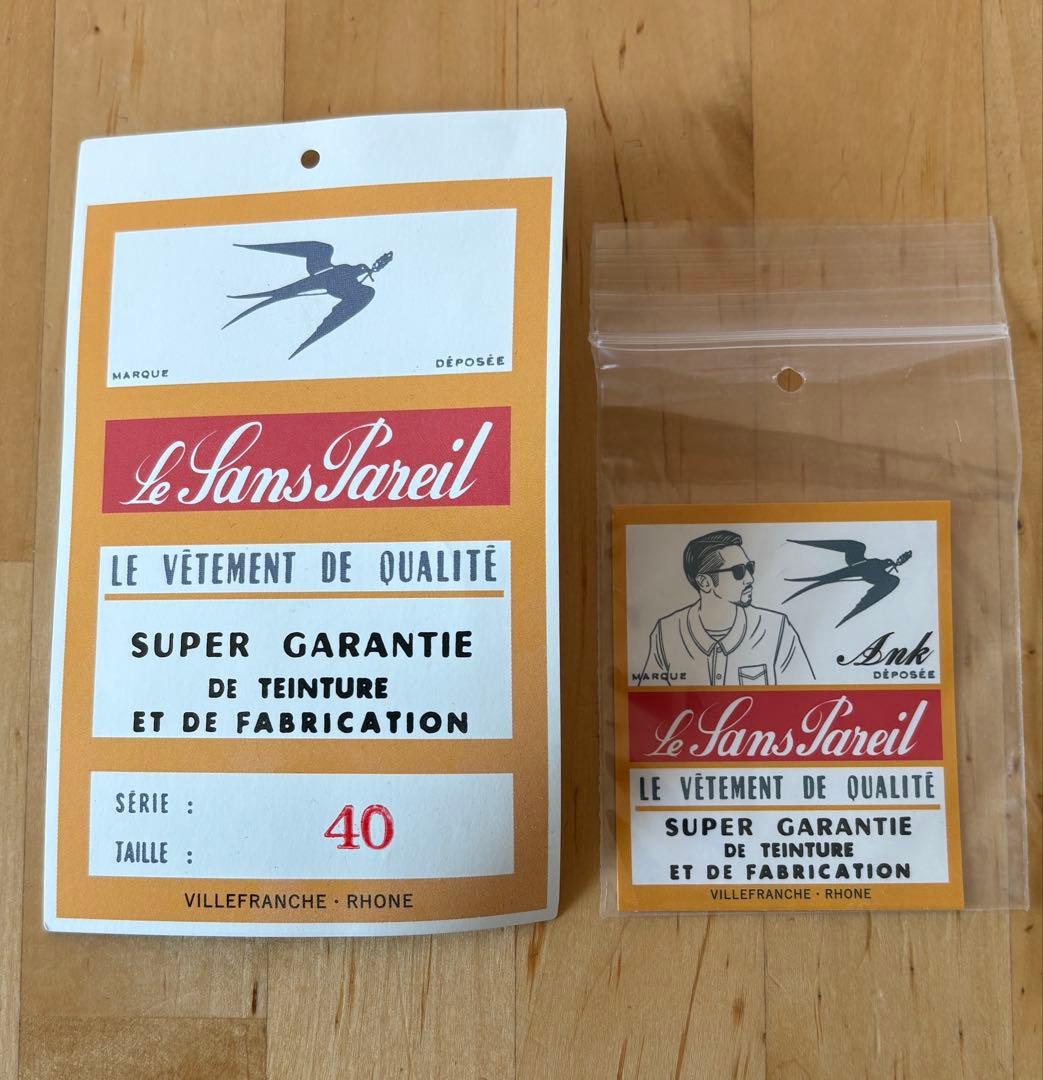 MARQUE DÉPOSÉE
Le Sans Pareil
LE VÊTEMENT DE QUALITÉ
SUPER GARANTIE
DE TEINTURE
ET DE FABRICATION
SÉRIE :
40
TAILLE :
VILLEFRANCHE · RHONE
Ank
MARQUE DÉPOSÉE
Le Sans Pareil
LE VÊTEMENT DE QUALITÉ
SUPER GARANTIE
DE TEINTURE
ET DE FABRICATION
VILLEFRANCHE · RHONE